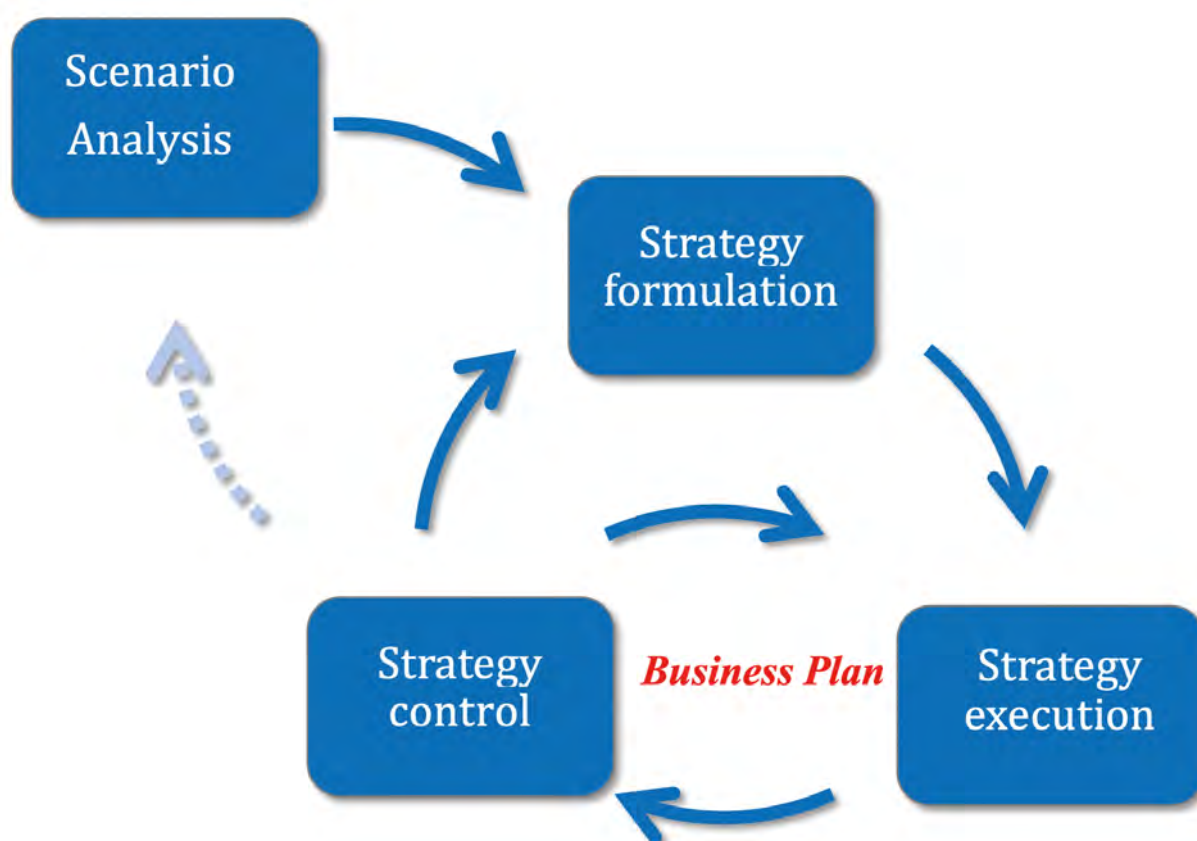 Scenario
Analysis
Strategy
formulation
Strategy
control
Business Plan
Strategy
execution